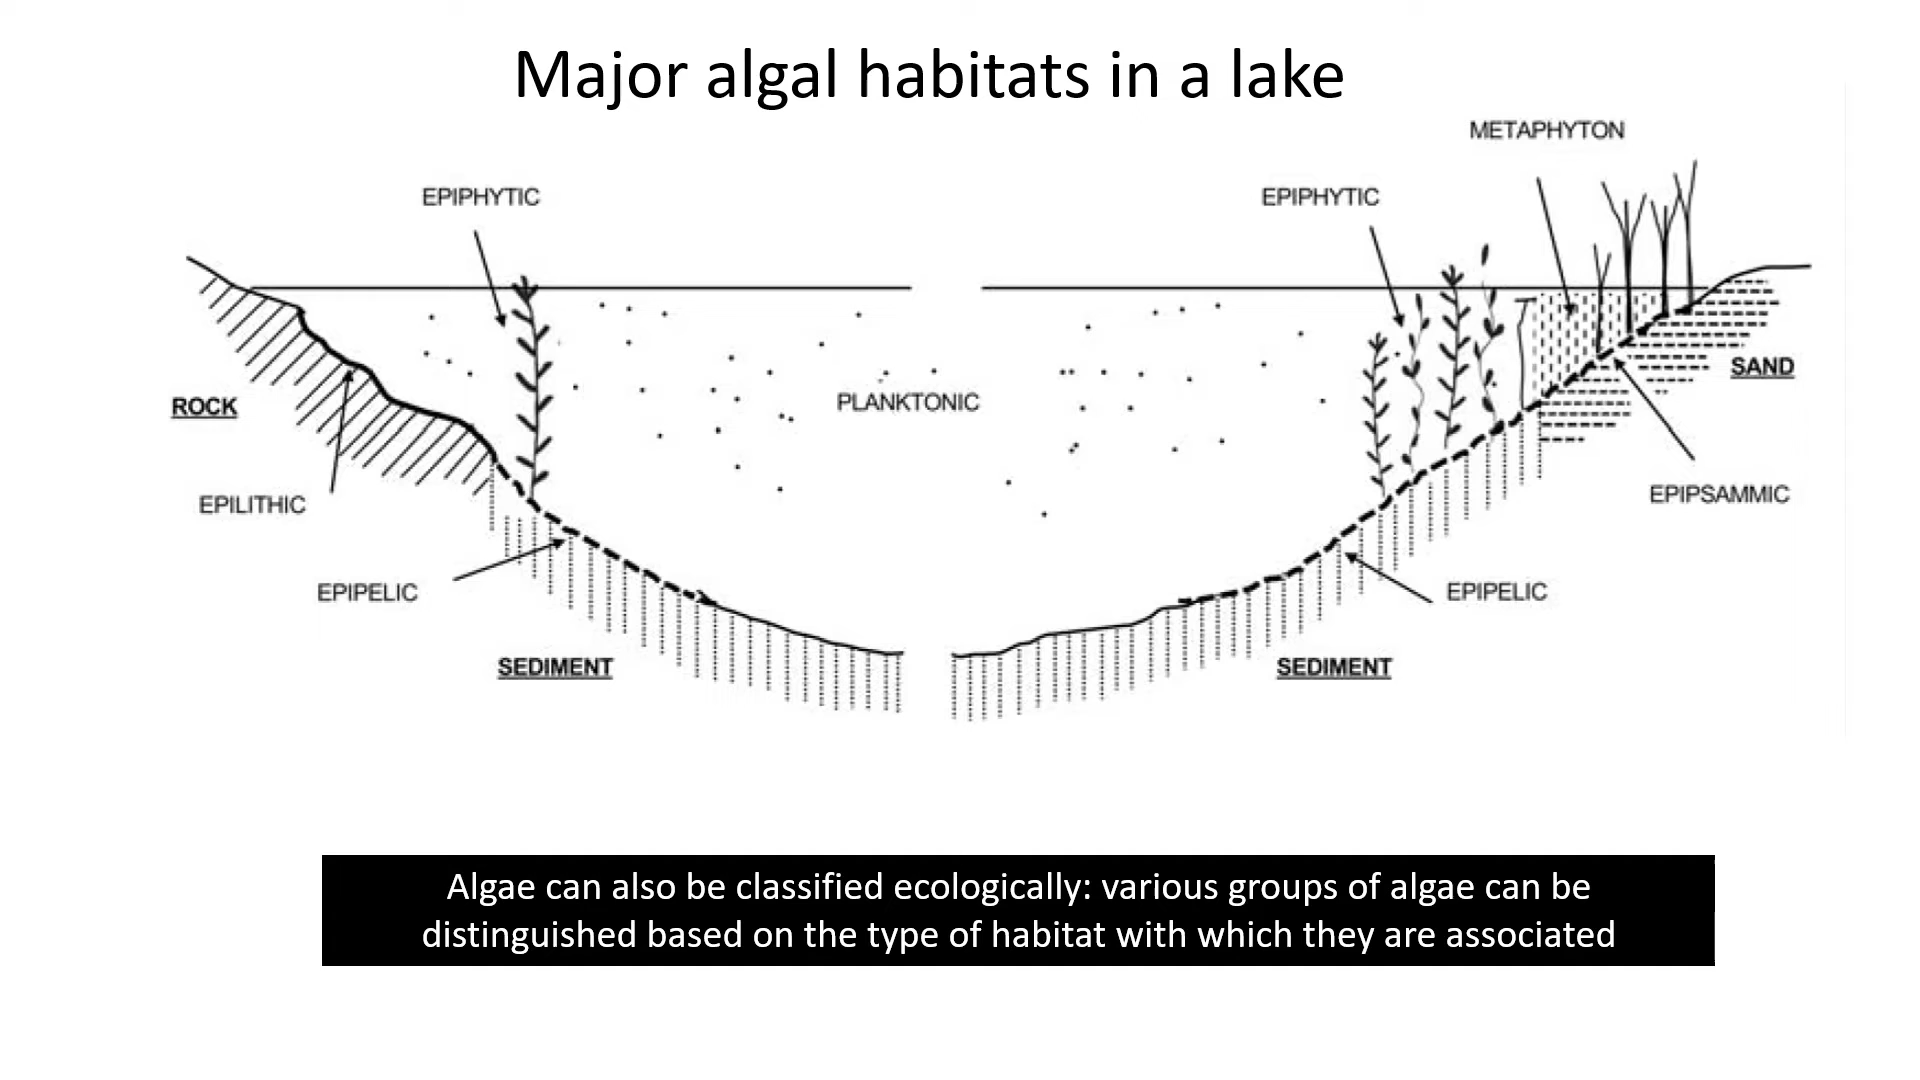 Major algal habitats in a lake
METAPHYTON
EPIPHYTIC
EPIPHYTIC
SAND
ROCK
PLANKTONIC
EPIPSAMMIC
EPILITHIC
EPIPELIC
EPIPELIC
SEDIMENT
SEDIMENT
Algae can also be classified ecologically: various groups of algae can be
distinguished based on the type of habitat with which they are associated